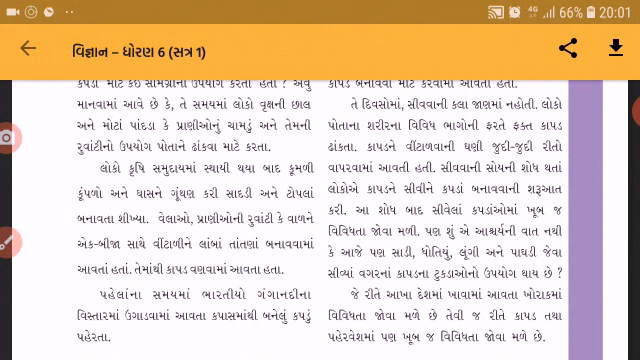 20:01
4G
66%
વિજ્ઞાન – ધોરણ 6 (સત્ર 1)
કપડાં માટે કઈ સામગ્રીનો ઉપયોગ કરતા હતા ? એવું
માનવામાં આવે છે કે, તે સમયમાં લોકો વૃક્ષની છાલ
અને મોટાં પાંદડા કે પ્રાણીઓનું ચામડું અને તેમની
રુવાંટીનો ઉપયોગ પોતાને ઢાંકવા માટે કરતા.
લોકો કૃષિ સમુદાયમાં સ્થાયી થયા બાદ કૂમળી
કૂંપળો અને ઘાસને ગૂંથણ કરી સાદડી અને ટોપલાં
બનાવતા શીખ્યા. વેલાઓ, પ્રાણીઓની રુવાંટી કે વાળને
એક-બીજા સાથે વીંટાળીને લાંબાં તાંતણાં બનાવવામાં
આવતાં હતાં. તેમાંથી કાપડ વણવામાં આવતા હતા.
પહેલાંના સમયમાં ભારતીયો ગંગાનદીના
વિસ્તારમાં ઉગાડવામાં આવતા કપાસમાંથી બનેલું કપડું
પહેરતા.
કાપડ બનાવવા માટે કરવામાં આવતા હતા.
તે દિવસોમાં, સીવવાની કલા જાણમાં નહોતી. લોકો
પોતાના શરીરના વિવિધ ભાગોની ફરતે ફક્ત કાપડ
ઢાંકતા. કાપડને વીંટાળવાની ઘણી જુદી-જુદી રીતો
વાપરવામાં આવતી હતી. સીવવાની સોયની શોધ થતાં
લોકોએ કાપડને સીવીને કપડાં બનાવવાની શરૂઆત
કરી. આ શોધ બાદ સીવેલાં કપડાંઓમાં ખૂબ જ
વિવિધતા જોવા મળી. પણ શું એ આશ્ચર્યની વાત નથી
કે આજે પણ સાડી, ધોતિયું, લૂંગી અને પાઘડી જેવા
સીવ્યાં વગરનાં કાપડના ટુકડાઓનો ઉપયોગ થાય છે ?
જે રીતે આખા દેશમાં ખાવામાં આવતા ખોરાકમાં
વિવિધતા જોવા મળે છે તેવી જ રીતે કાપડ તથા
પહેરવેશમાં પણ ખૂબ જ વિવિધતા જોવા મળે છે.